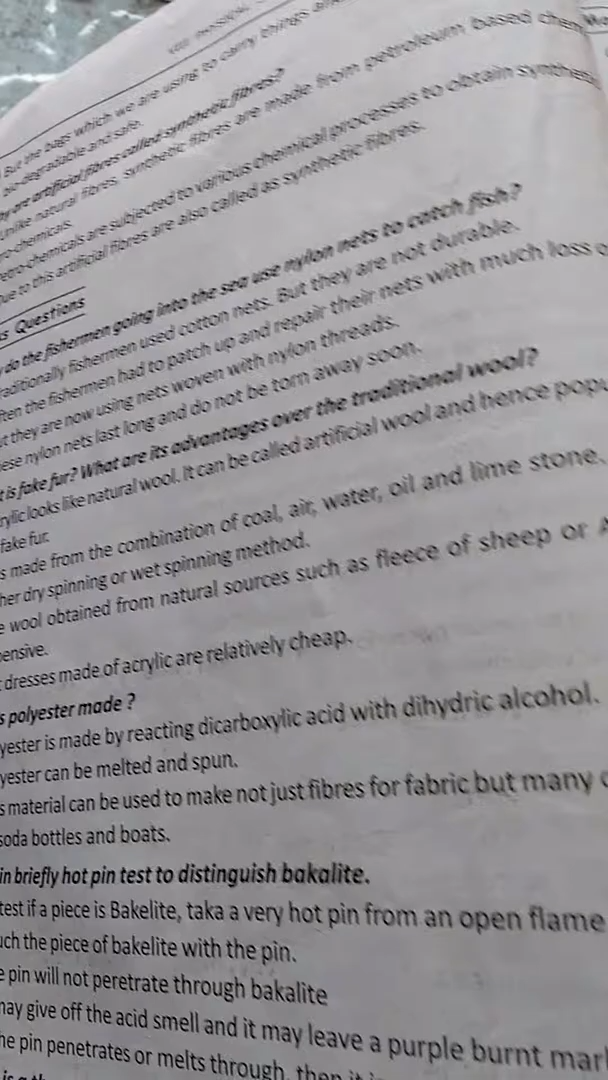 But the bags which we are using to carry things
bio-degradable and safe.
are artificial fibres called synthetic fibres?
Unlike natural fibres, synthetic fibres are made from petroleum based
ro-chemicals.
etro-chemicals are subjected to various chemical processes to obtain
ue to this artificial fibres are also called as synthetic fibres.
s Questions
do the fishermen going into the sea use nylon nets to catch fish?
raditionally fishermen used cotton nets. But they are not durable.
ften the fishermen had to patch up and repair their nets with much loss
ut they are now using nets woven with nylon threads.
ese nylon nets last long and do not be torn away soon.
t is fake fur? What are its advantages over the traditional wool?
rylic looks like natural wool. It can be called artificial wool and hence popu
fake fur.
s made from the combination of coal, air, water, oil and lime stone.
her dry spinning or wet spinning method.
e wool obtained from natural sources such as fleece of sheep or
pensive.
dresses made of acrylic are relatively cheap.
s polyester made ?
yester is made by reacting dicarboxylic acid with dihydric alcohol.
yester can be melted and spun.
s material can be used to make not just fibres for fabric but many
soda bottles and boats.
in briefly hot pin test to distinguish bakalite.
test if a piece is Bakelite, taka a very hot pin from an open flame
uch the piece of bakelite with the pin.
e pin will not peretrate through bakalite
may give off the acid smell and it may leave a purple burnt mark
he pin penetrates or melts through, then it